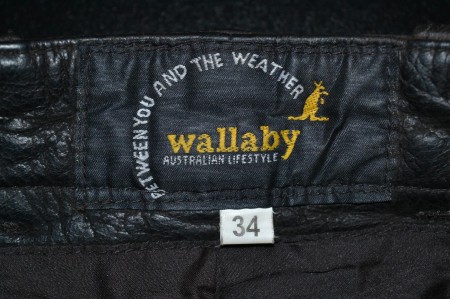 BETWEEN YOU AND THE WEATHER
wallaby
AUSTRALIAN LIFESTYLE
34